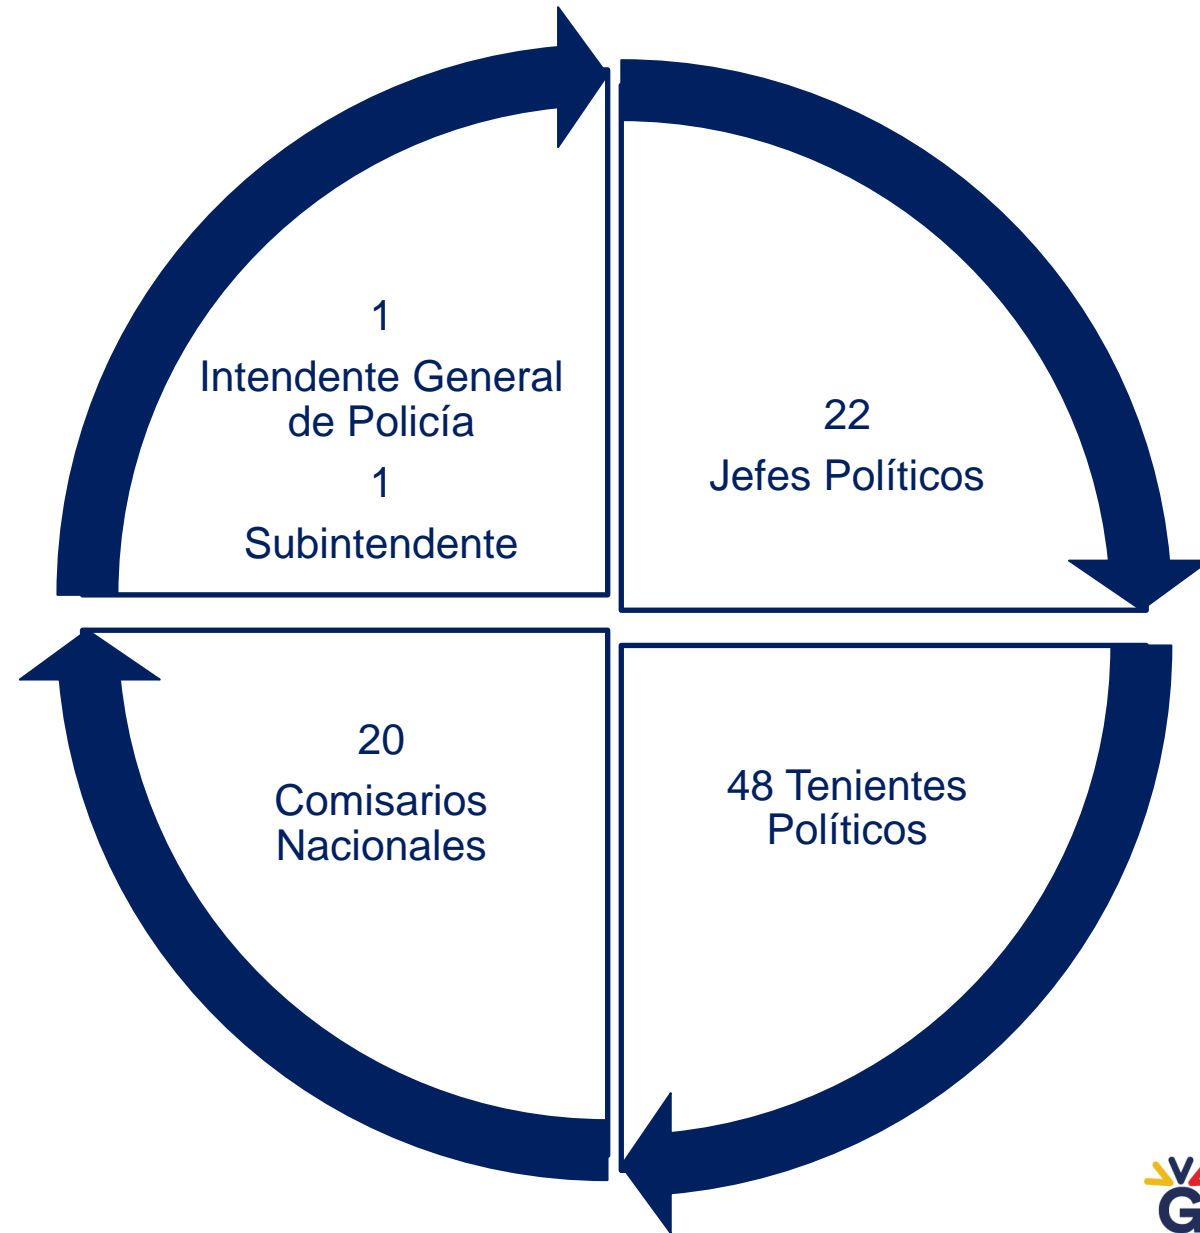 1
Intendente General
de Policía
1
Subintendente
22
Jefes Políticos
20
Comisarios
Nacionales
48 Tenientes
Políticos
G